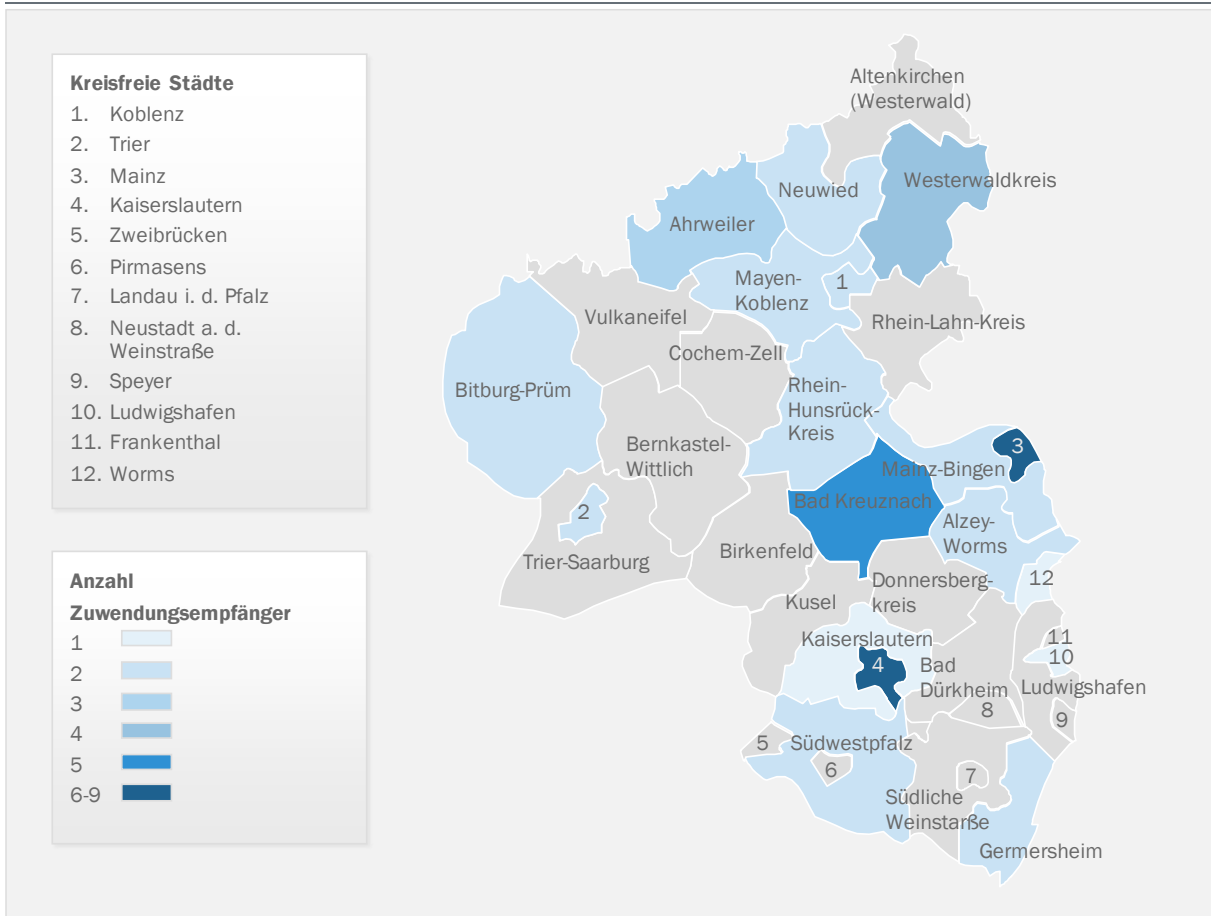 Kreisfreie Städte
1. Koblenz
2. Trier
3. Mainz
4. Kaiserslautern
5. Zweibrücken
6. Pirmasens
7. Landau i. d. Pfalz
8. Neustadt a. d.
Weinstraße
9. Speyer
10. Ludwigshafen
11. Frankenthal
12. Worms
Anzahl
Zuwendungsempfänger
1
2
3
4
5
6-9
Altenkirchen
(Westerwald)
Neuwied
Westerwaldkreis
Ahrweiler
Mayen-
Koblenz
1
Vulkaneifel
Rhein-Lahn-Kreis
Cochem-Zell
Bitburg-Prüm
Rhein-
Hunsrück-
Kreis
Bernkastel-
Wittlich
3
Mainz-Bingen
Bad Kreuznach
2
Alzey-
Worms
Trier-Saarburg
Birkenfeld
Donnersberg-
kreis
12
Kusel
Kaiserslautern
11
10
4
Bad
Dürkheim
Ludwigshafen
8
9
5
Südwestpfalz
6
7
Südliche
Weinstarße
Germersheim